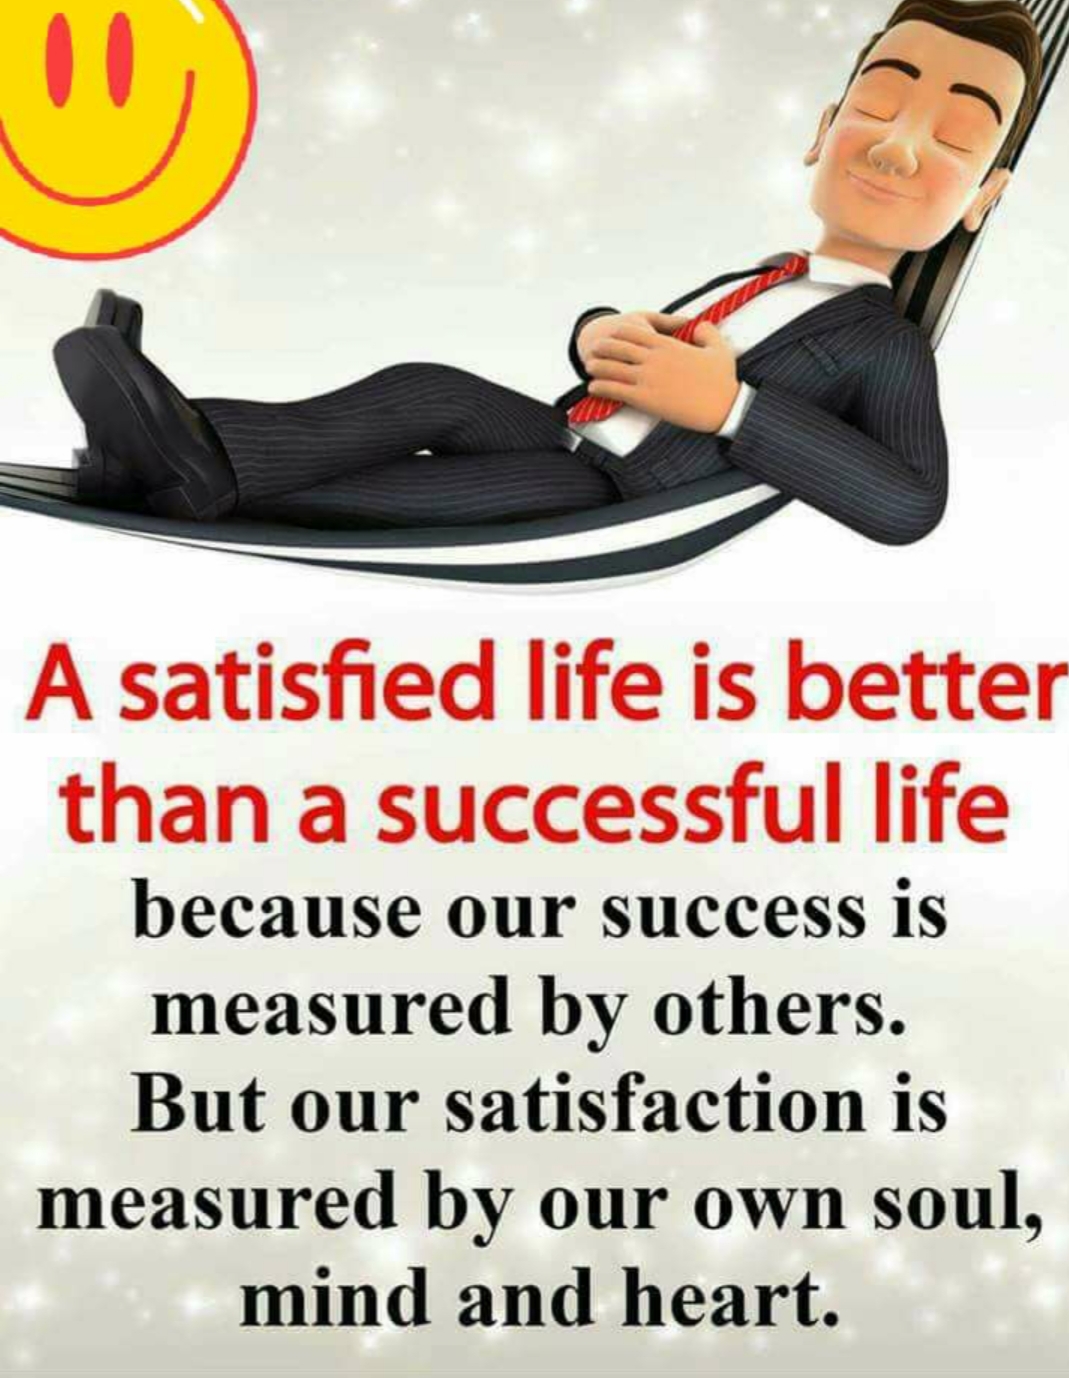 A satisfied life is better
than a successful life
because our success is
measured by others.
But our satisfaction is
measured by our own soul,
mind and heart.